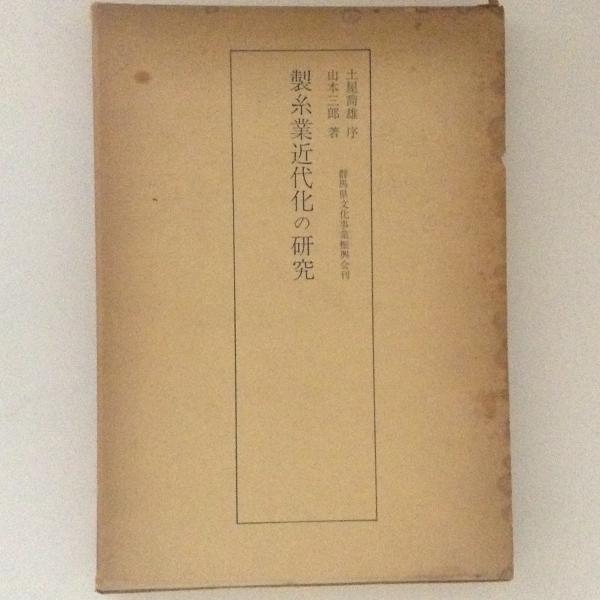 土屋喬雄 序
山本三郎 著
製糸業近代化の研究
群馬県文化事業振興会刊